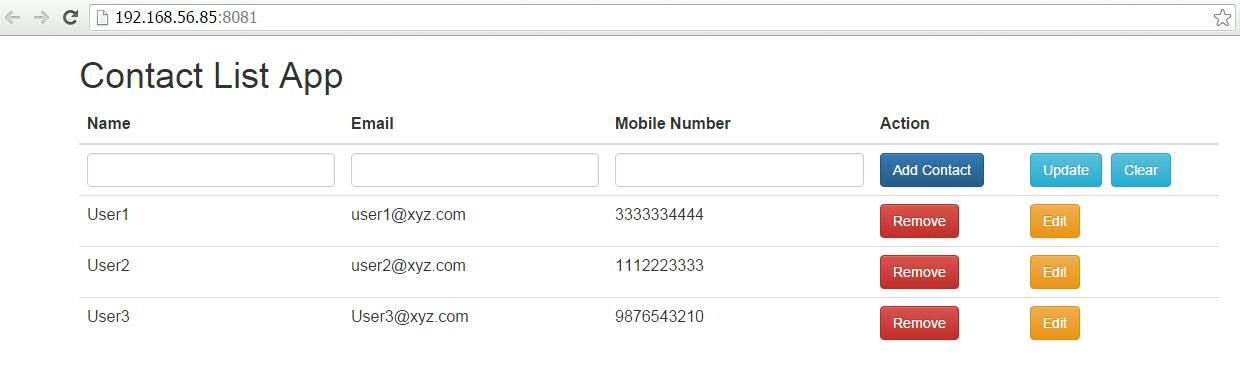 192.168.56.85:8081
Contact List App
Name Email Mobile Number Action
Add Contact Update Clear
User1 user1@xyz.com 3333334444 Remove Edit
User2 user2@xyz.com 1112223333 Remove Edit
User3 User3@xyz.com 9876543210 Remove Edit